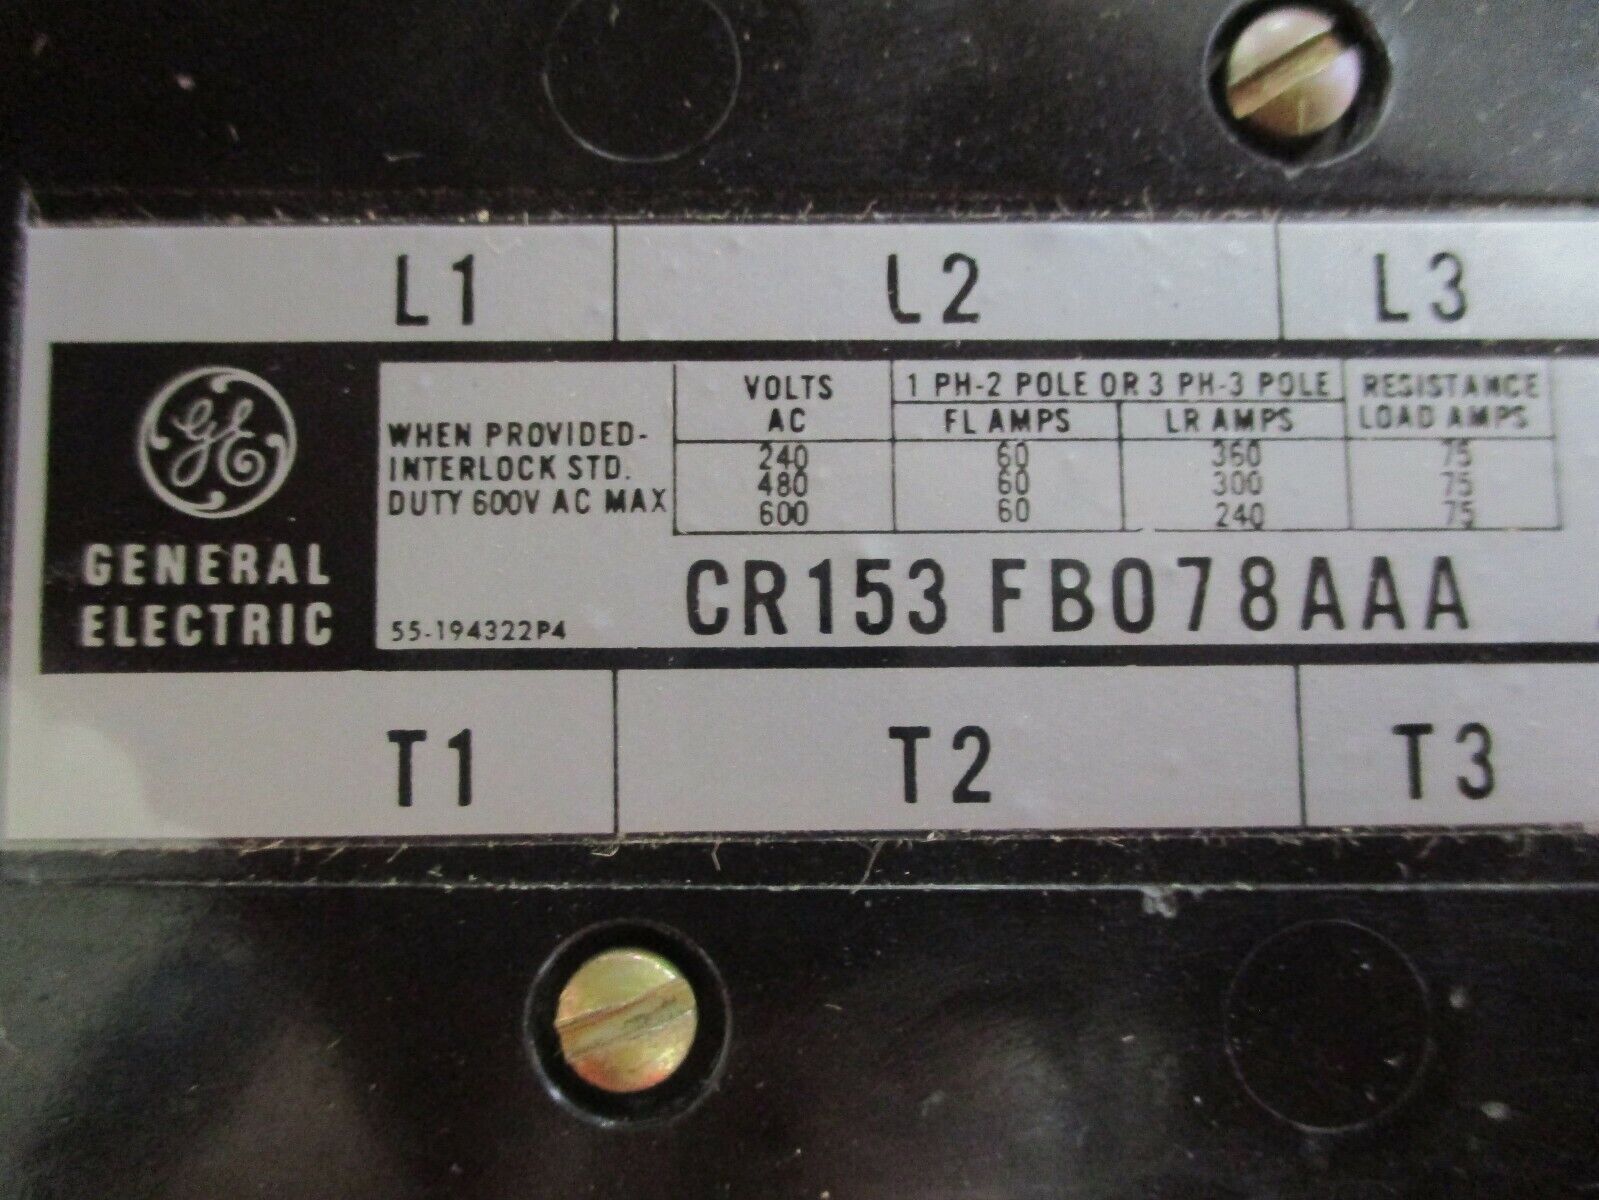 L1 L2 L3
GE
GENERAL
ELECTRIC
WHEN PROVIDED-
INTERLOCK STD.
DUTY 600V AC MAX
55-194322P4
VOLTS AC 1 PH-2 POLE OR 3 PH-3 POLE RESISTANCE LOAD AMPS
FL AMPS LR AMPS
240 60 360 75
480 60 300 75
600 60 240 75
CR153 FB078AAA
T1 T2 T3